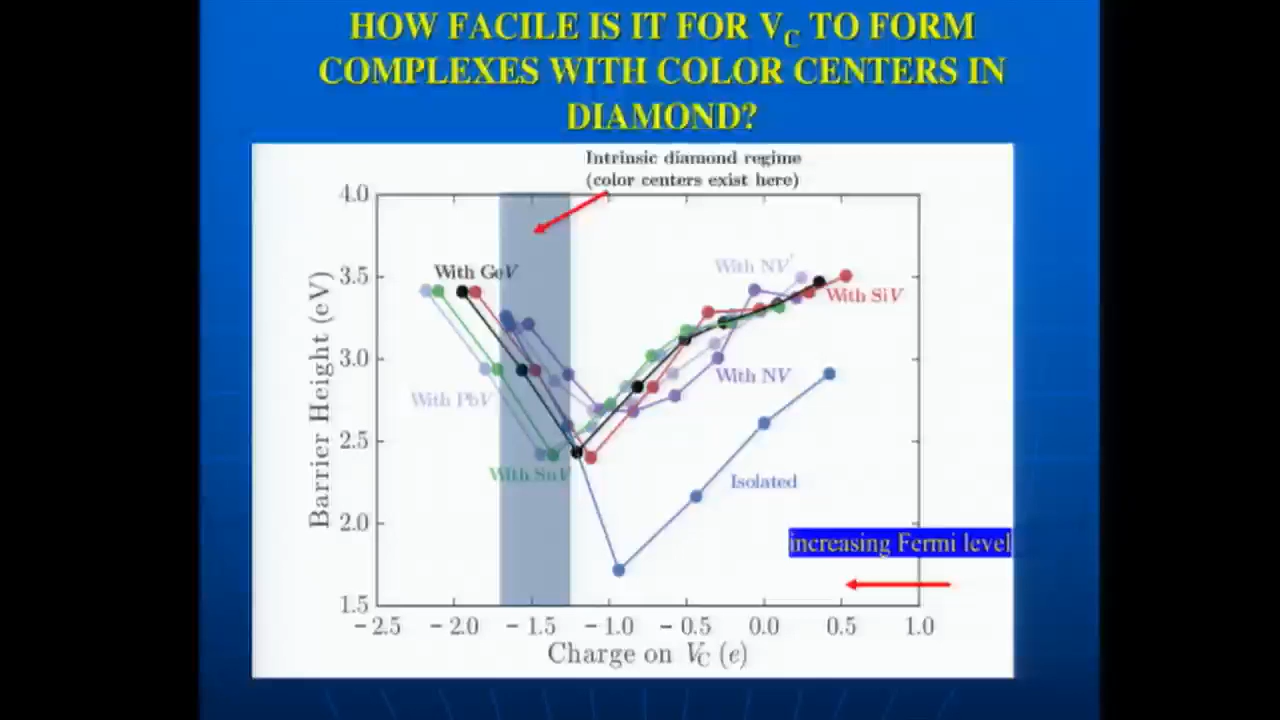 HOW FACILE IS IT FOR VC TO FORM
COMPLEXES WITH COLOR CENTERS IN
DIAMOND?
Intrinsic diamond regime
(color centers exist here)
4.0
3.5
3.0
2.5
2.0
1.5
Barrier Height (eV)
With GeV
With NV'
With SiV
With NV
With PbV
With SnV
Isolated
increasing Fermi level
−2.5 −2.0 −1.5 −1.0 −0.5 0.0 0.5 1.0
Charge on VC (e)